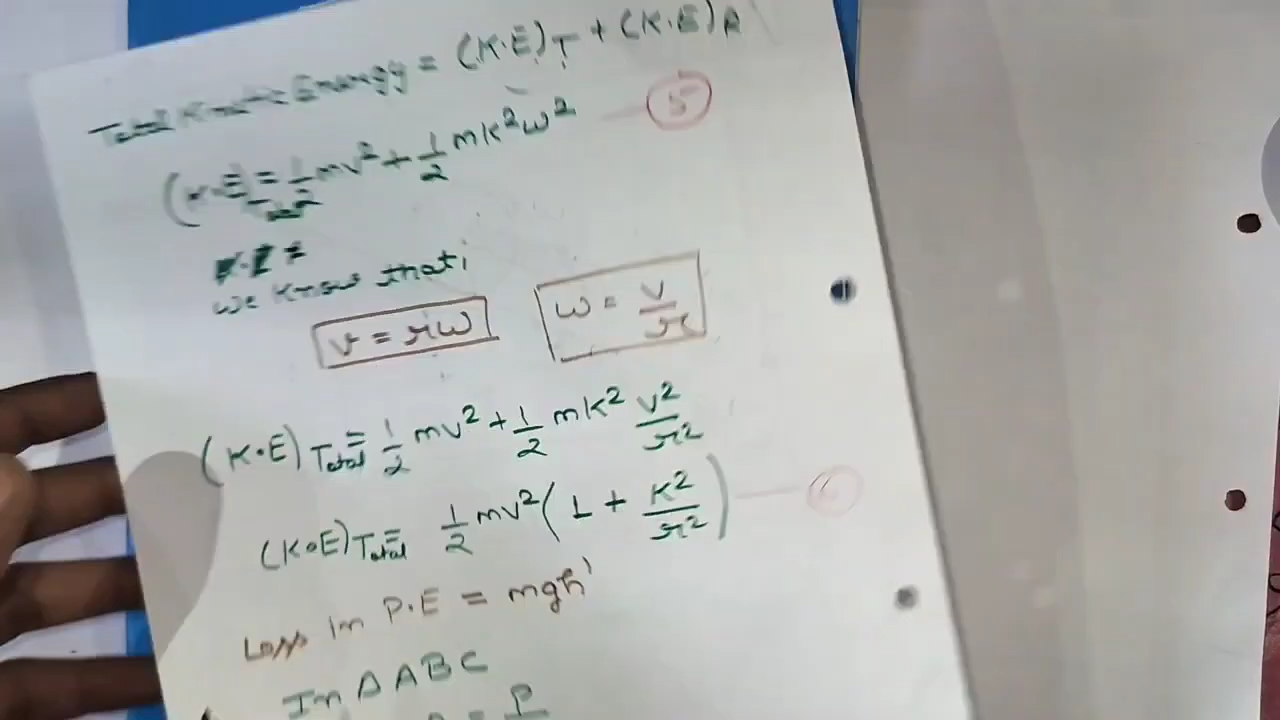 Total Kinetic Energy = (K.E)T + (K.E)R
(K.E)Total = 1/2 mv² + 1/2 mk²ω² — 5
K.E =
We know that;
v = rω    ω = v/r
(K.E)Total = 1/2 mv² + 1/2 mk² v²/r²
(K.E)Total = 1/2 mv² (1 + k²/r²) — 6
Loss in P.E = mgh'
In Δ ABC
= P